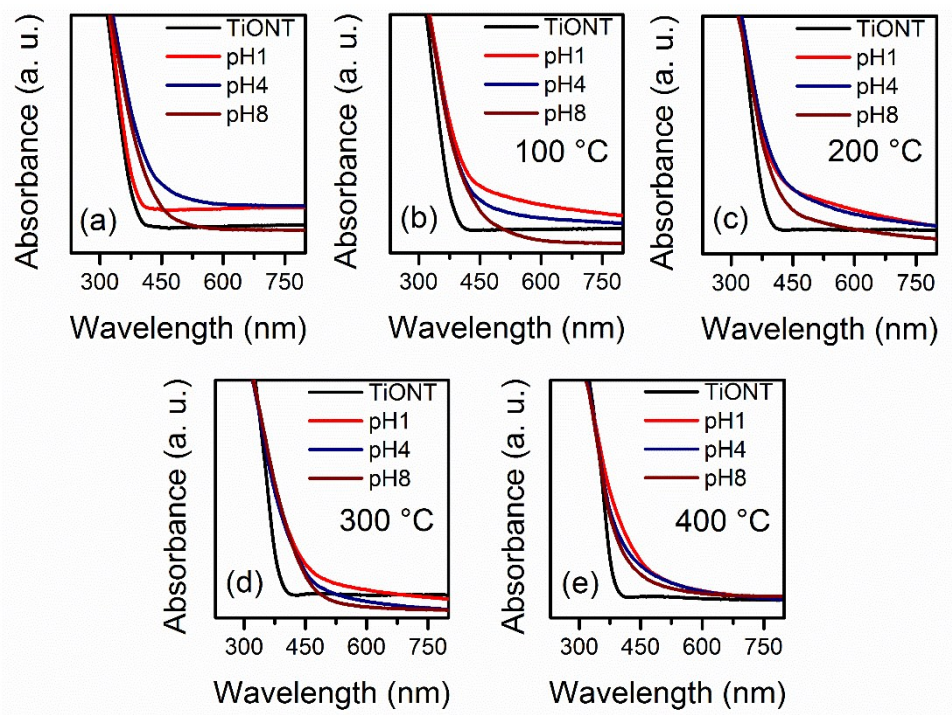 Absorbance (a. u.)
TiONT
pH1
pH4
pH8
(a)
300 450 600 750
Wavelength (nm)
Absorbance (a. u.)
TiONT
pH1
pH4
pH8
100 °C
(b)
300 450 600 750
Wavelength (nm)
Absorbance (a. u.)
TiONT
pH1
pH4
pH8
200 °C
(c)
300 450 600 750
Wavelength (nm)
Absorbance (a. u.)
TiONT
pH1
pH4
pH8
300 °C
(d)
300 450 600 750
Wavelength (nm)
Absorbance (a. u.)
TiONT
pH1
pH4
pH8
400 °C
(e)
300 450 600 750
Wavelength (nm)